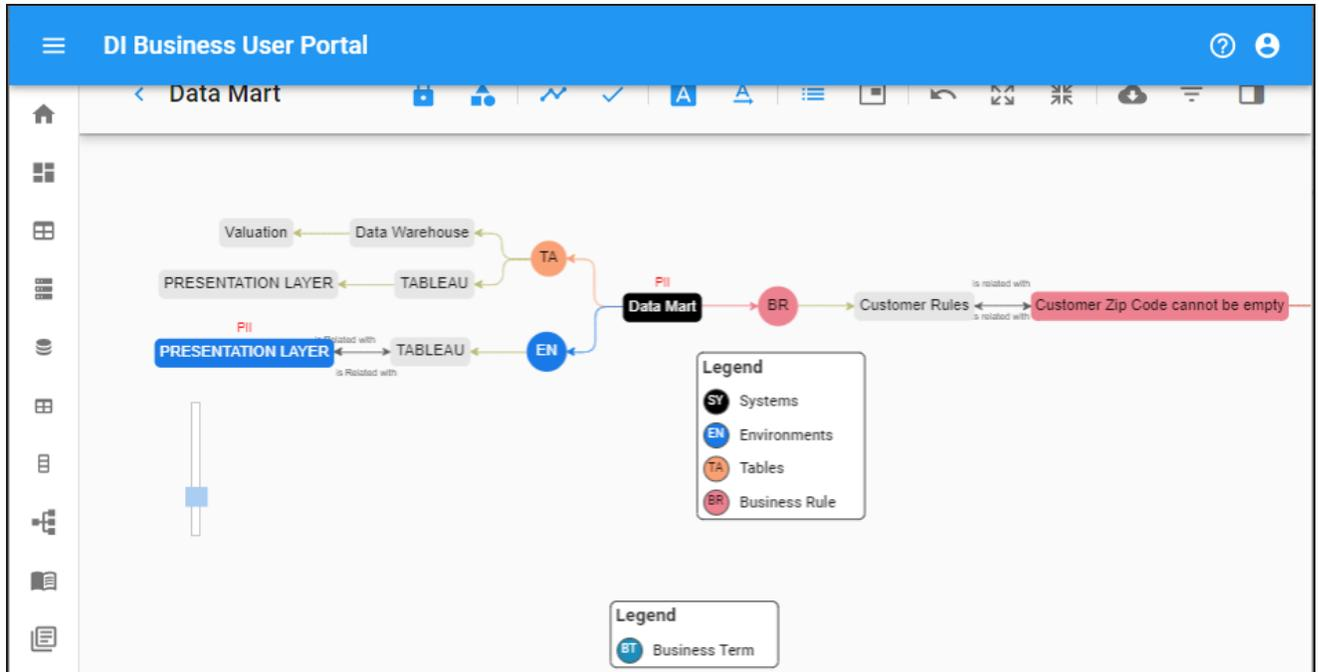 DI Business User Portal
Data Mart
A
A
Valuation
Data Warehouse
TA
PRESENTATION LAYER
TABLEAU
PII
Data Mart
BR
Customer Rules
is related with
is related with
Customer Zip Code cannot be empty
PII
PRESENTATION LAYER
is Related with
is Related with
TABLEAU
EN
Legend
SY Systems
EN Environments
TA Tables
BR Business Rule
Legend
BT Business Term